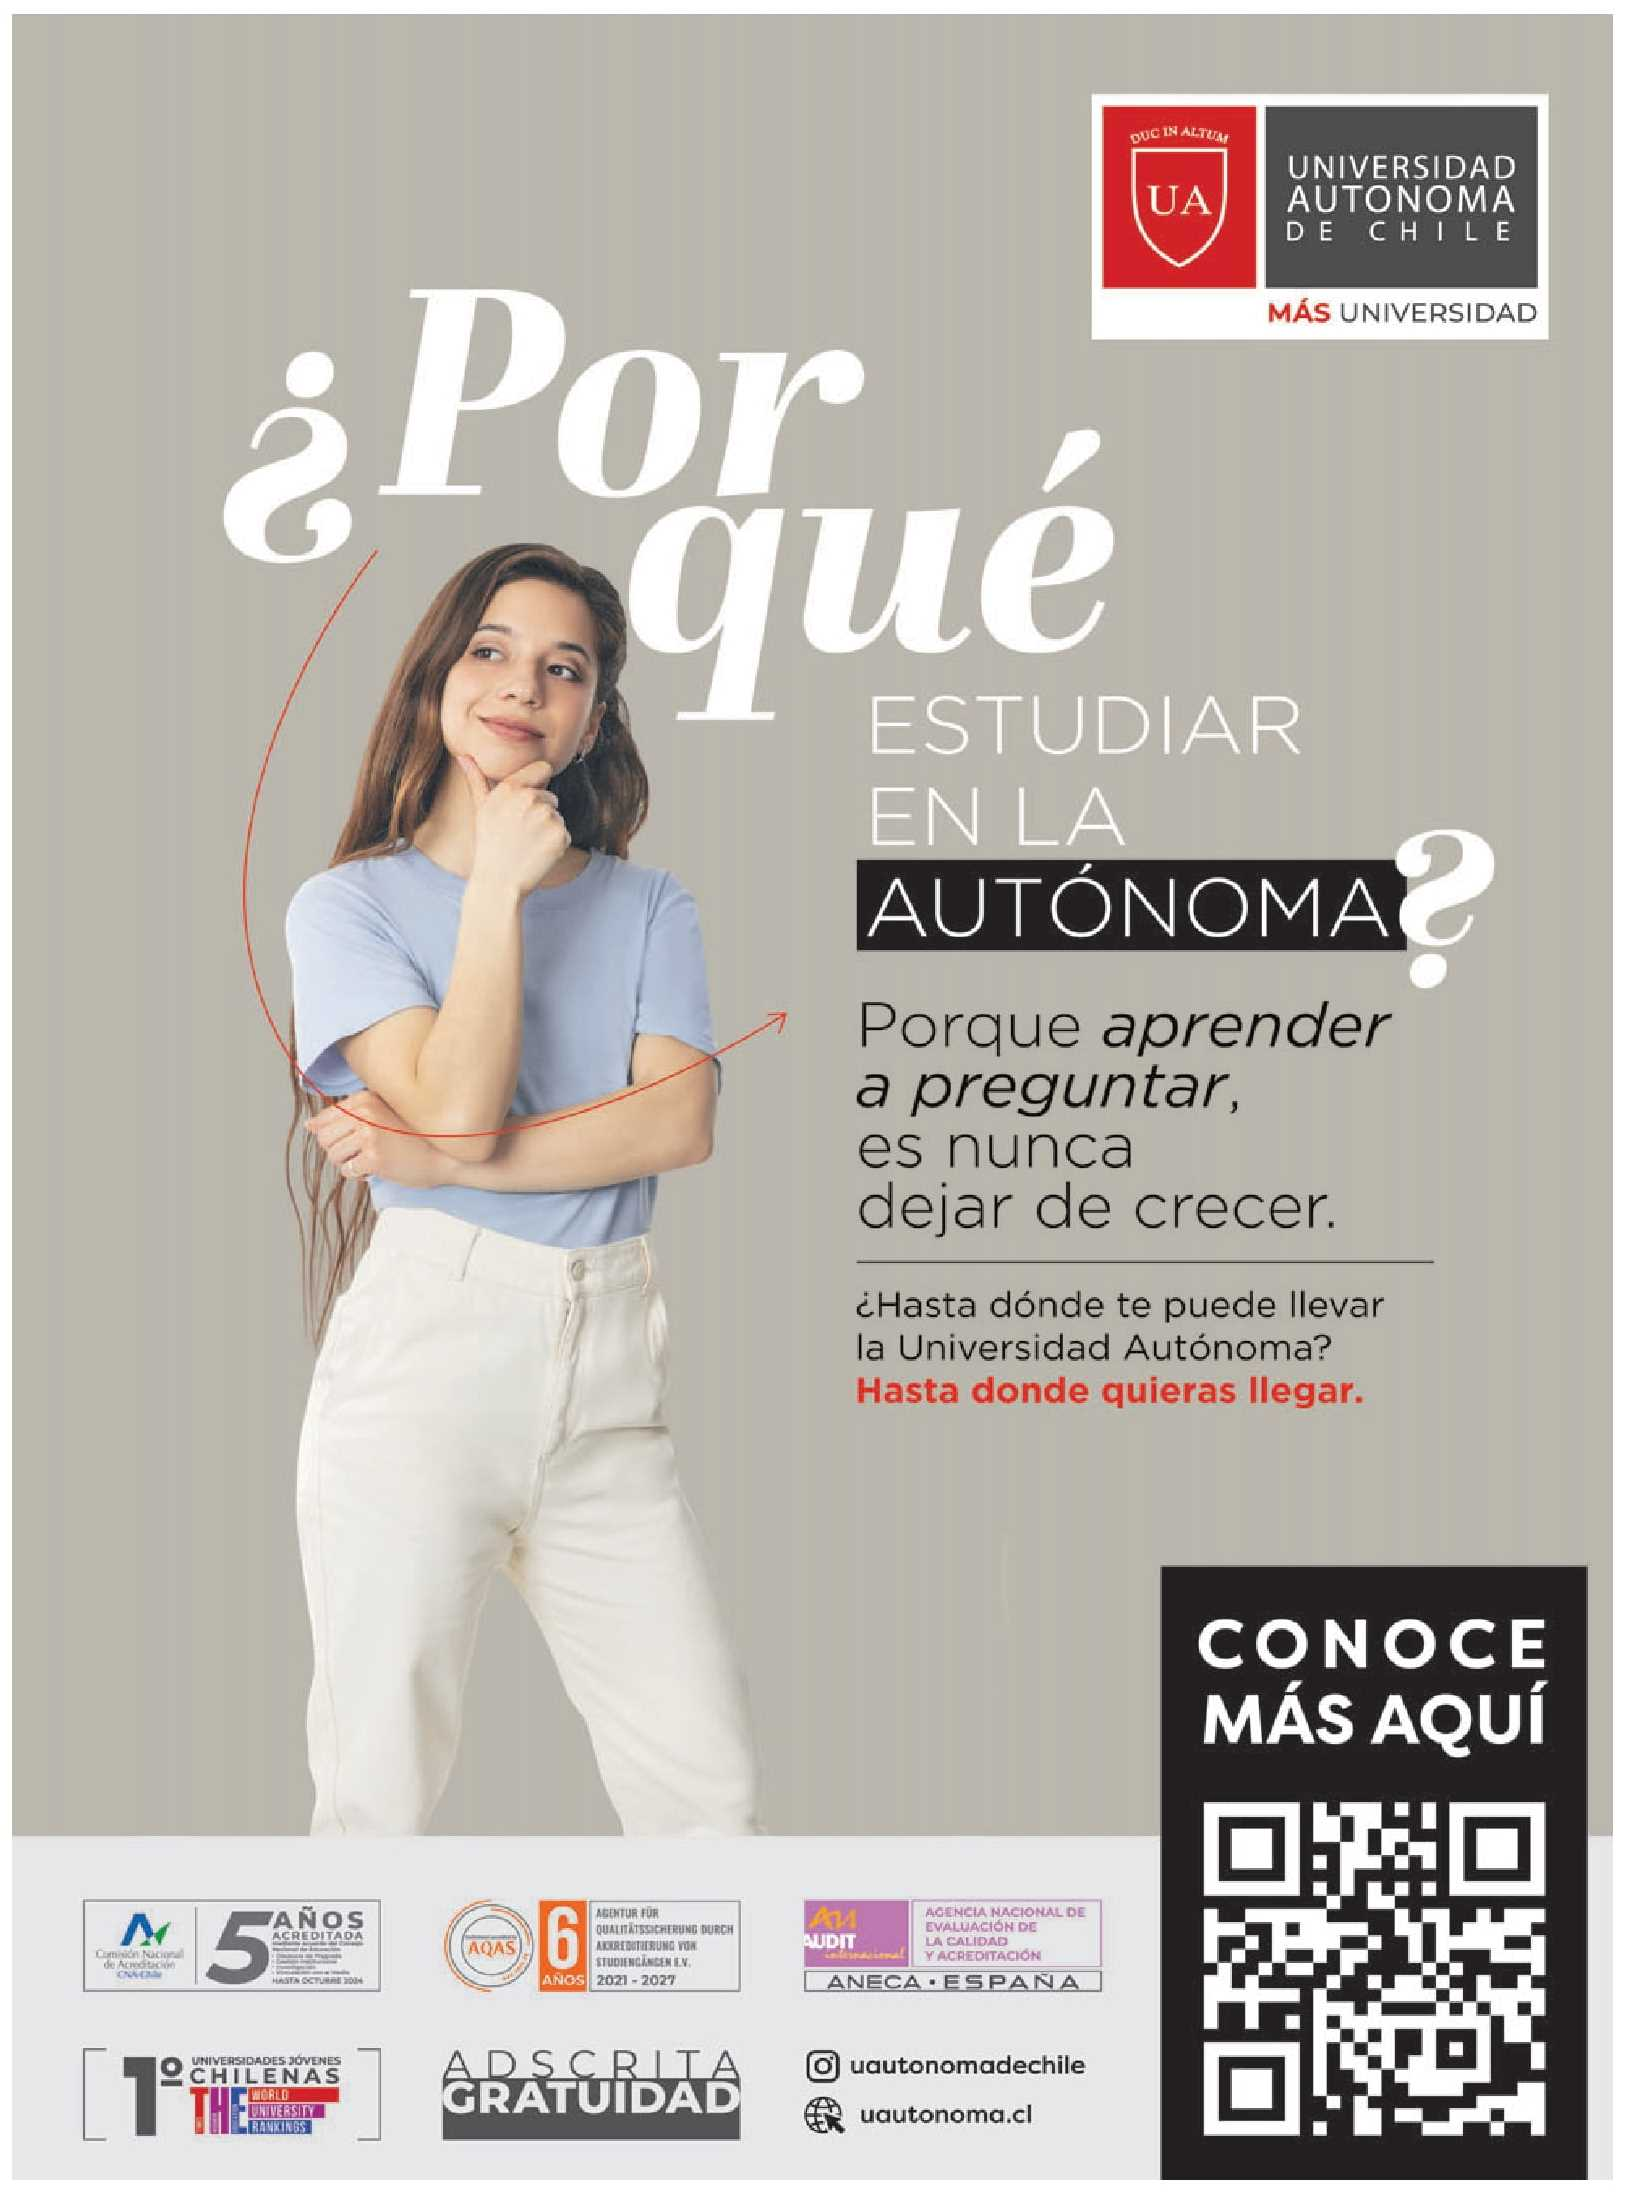 DUC IN ALTUM
UA
UNIVERSIDAD
AUTONOMA
DE CHILE
MÁS UNIVERSIDAD
¿Por
qué
ESTUDIAR
EN LA
AUTÓNOMA?
Porque aprender
a preguntar,
es nunca
dejar de crecer.
¿Hasta dónde te puede llevar
la Universidad Autónoma?
Hasta donde quieras llegar.
CONOCE
MÁS AQUÍ
Comisión Nacional
de Acreditación
CNA-Chile
5 AÑOS
ACREDITADA
HASTA OCTUBRE 2024
AQAS
6
AÑOS
AGENTUR FÜR
QUALITÄTSSICHERUNG DURCH
AKKREDITIERUNG VON
STUDIENGÄNGEN E.V.
2021 - 2027
AUDIT
internacional
AGENCIA NACIONAL DE
EVALUACIÓN DE
LA CALIDAD
Y ACREDITACIÓN
ANECA • ESPAÑA
1º
UNIVERSIDADES JÓVENES
CHILENAS
THE
WORLD
UNIVERSITY
RANKINGS
ADSCRITA
GRATUIDAD
uautonomadechile
uautonoma.cl